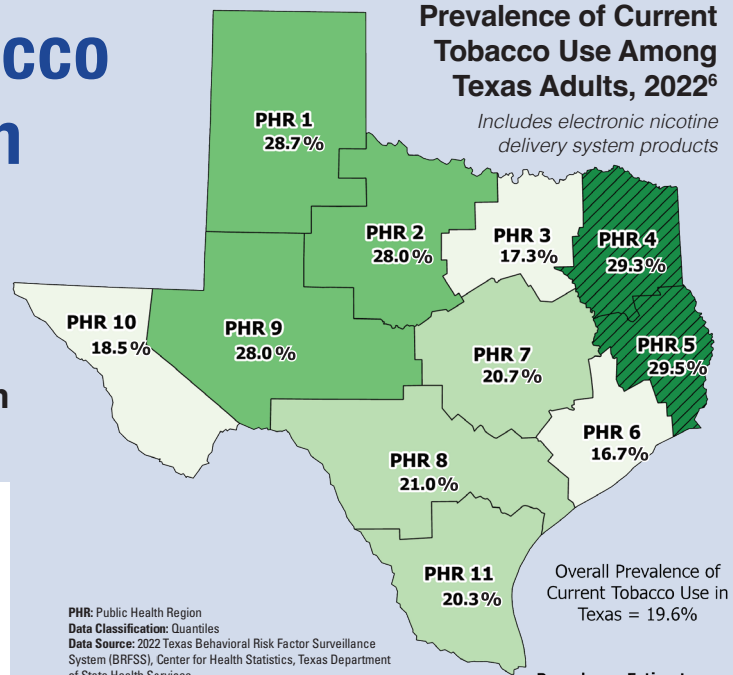 cco
n
n
Prevalence of Current
Tobacco Use Among
Texas Adults, 2022⁶
Includes electronic nicotine
delivery system products
PHR 1
28.7%
PHR 2
28.0%
PHR 3
17.3%
PHR 4
29.3%
PHR 10
18.5%
PHR 9
28.0%
PHR 7
20.7%
PHR 5
29.5%
PHR 6
16.7%
PHR 8
21.0%
PHR 11
20.3%
Overall Prevalence of
Current Tobacco Use in
Texas = 19.6%
PHR: Public Health Region
Data Classification: Quantiles
Data Source: 2022 Texas Behavioral Risk Factor Surveillance
System (BRFSS), Center for Health Statistics, Texas Department
of State Health Services